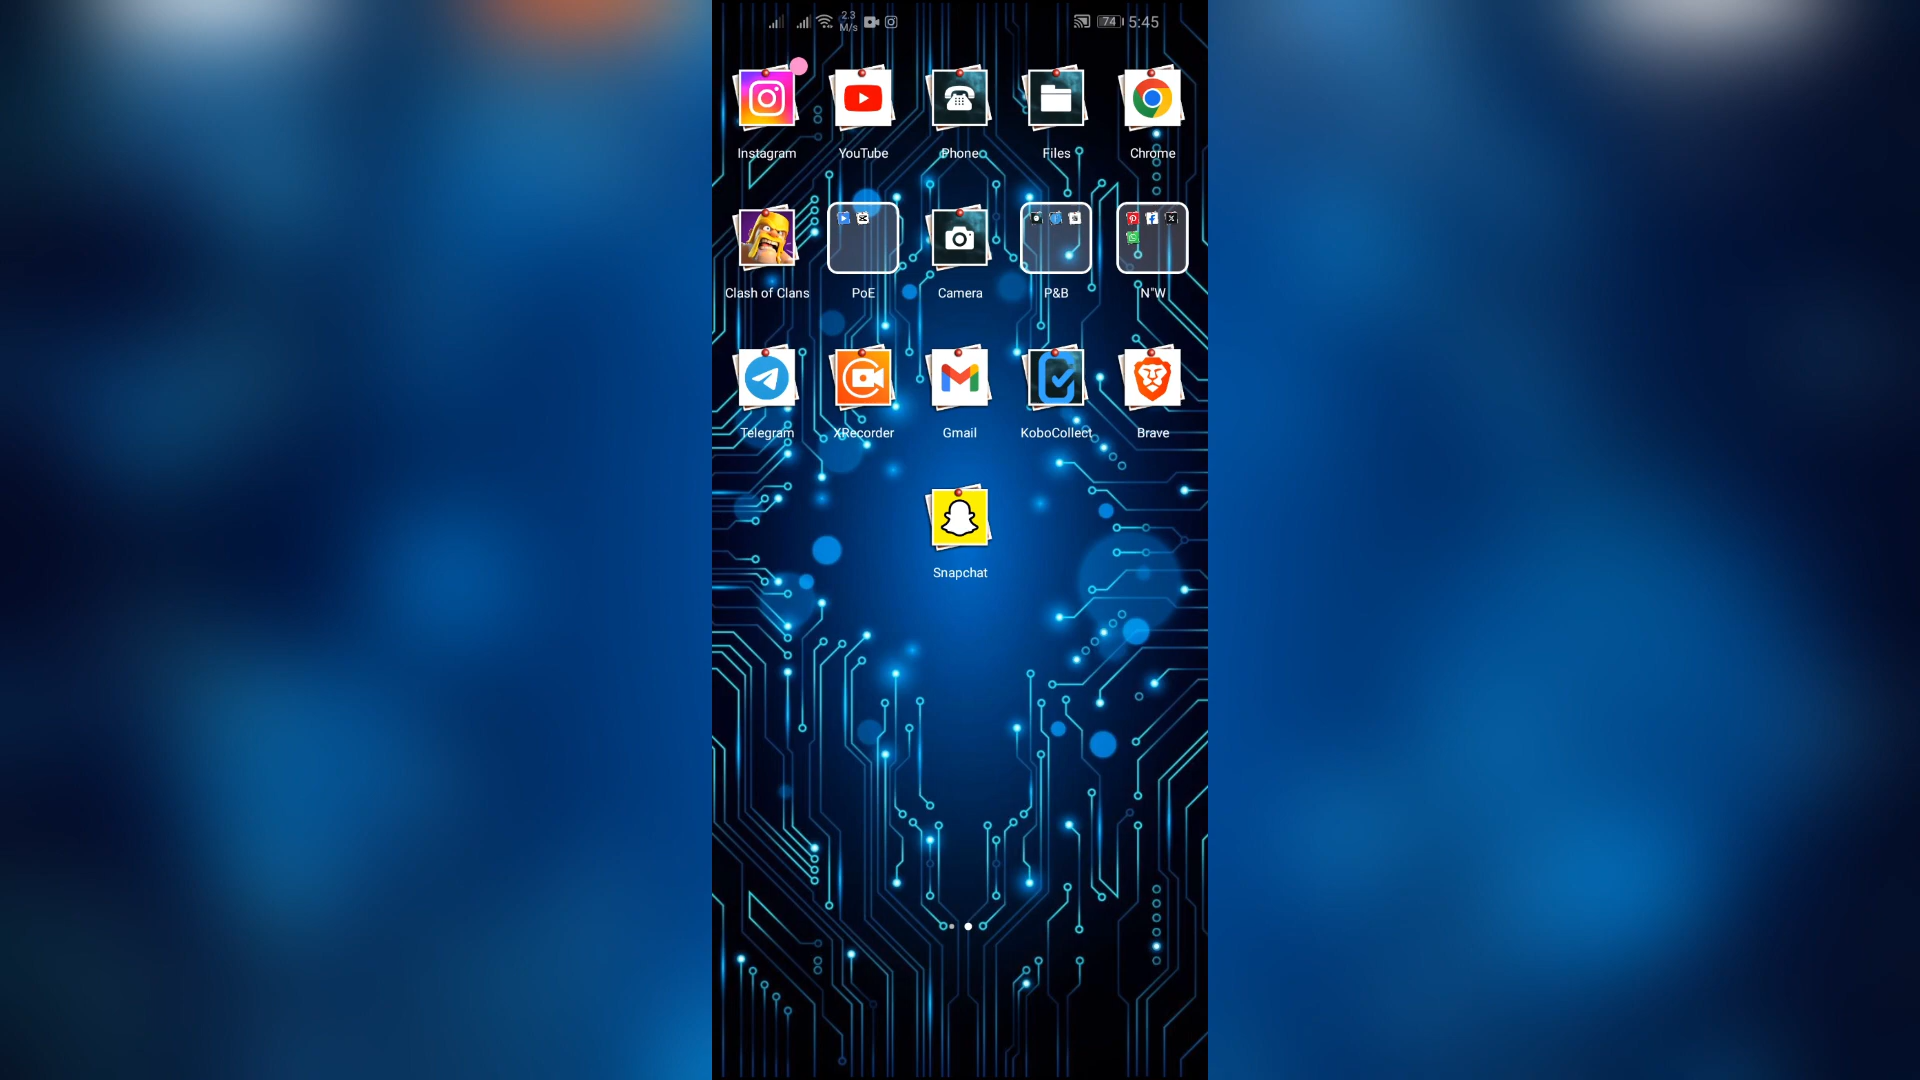 2.3
M/s
74 5:45
Instagram YouTube Phone Files Chrome
Clash of Clans PoE Camera P&B N"W
Telegram XRecorder Gmail KoboCollect Brave
Snapchat